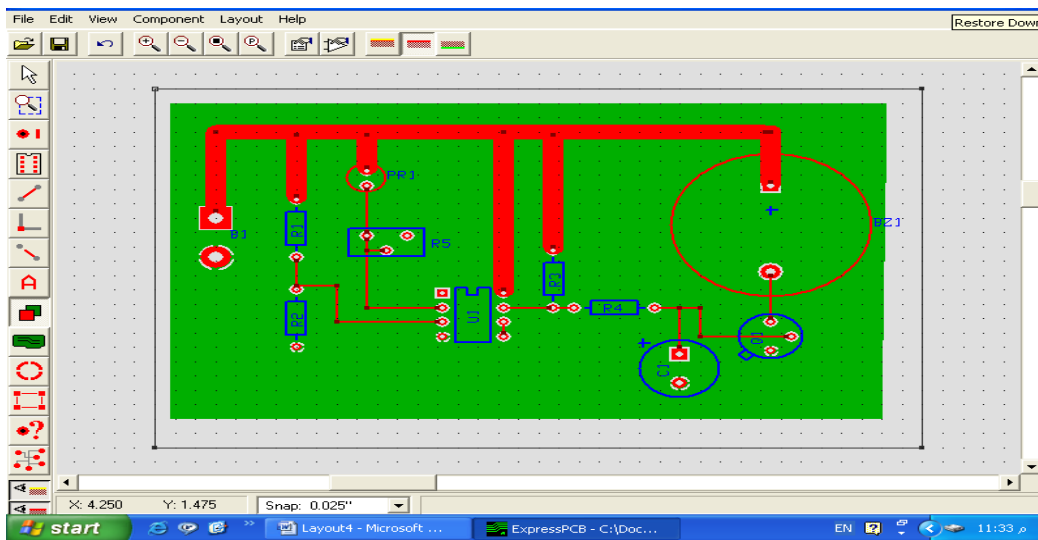 File Edit View Component Layout Help
Restore Down
PR1
B1
R1
R5
BZ1
R3
R2
U1
R4
Q1
C1
X: 4.250 Y: 1.475 Snap: 0.025"
start Layout4 - Microsoft ... ExpressPCB - C:\Doc... EN 11:33 م